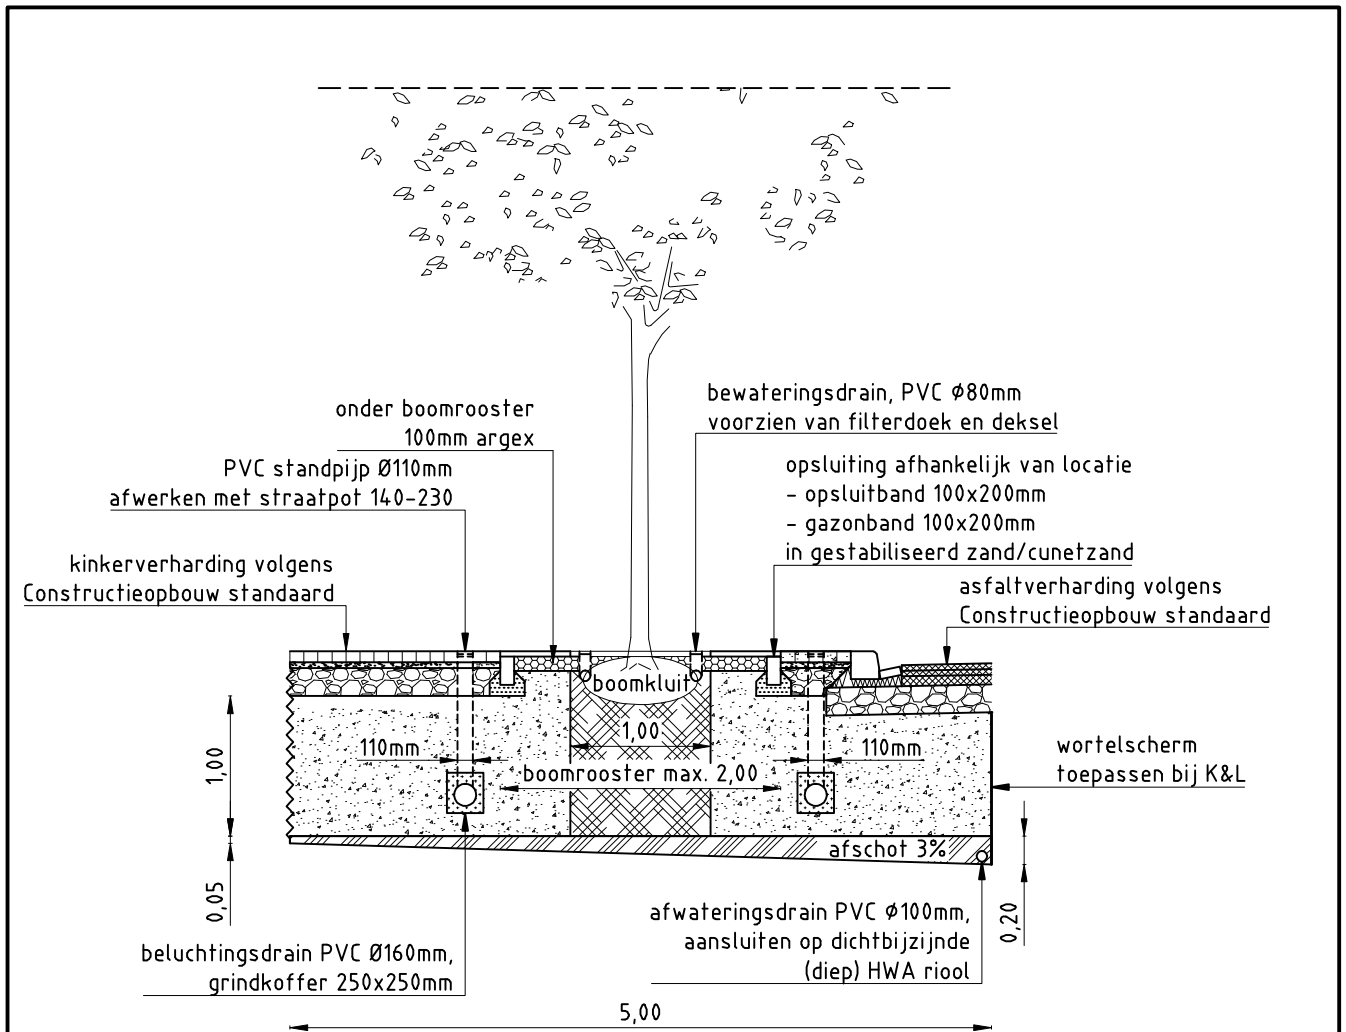 bewateringsdrain, PVC Φ80mm
voorzien van filterdoek en deksel
onder boomrooster
100mm argex
PVC standpijp Ø110mm
afwerken met straatpot 140-230
opsluiting afhankelijk van locatie
- opsluitband 100x200mm
- gazonband 100x200mm
in gestabiliseerd zand/cunetzand
kinkerverharding volgens
Constructieopbouw standaard
asfaltverharding volgens
Constructieopbouw standaard
boomkluit
1,00
110mm
110mm
boomrooster max. 2,00
1,00
wortelscherm
toepassen bij K&L
afschot 3%
0,05
0,20
afwateringsdrain PVC Φ100mm,
aansluiten op dichtbijzijnde
(diep) HWA riool
beluchtingsdrain PVC Ø160mm,
grindkoffer 250x250mm
5,00